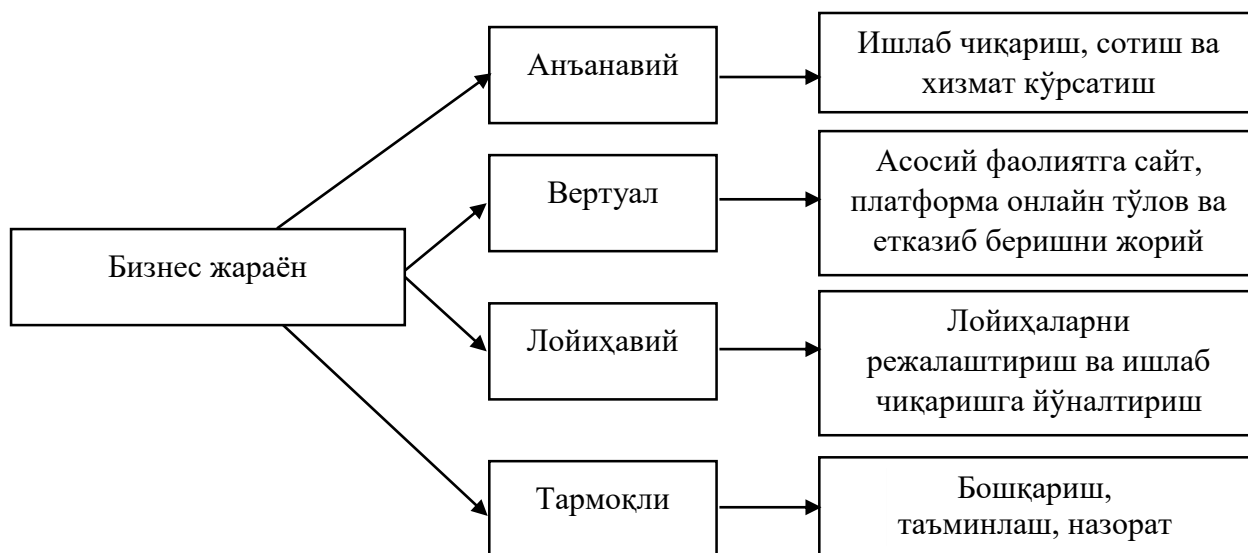 Анъанавий
Ишлаб чиқариш, сотиш ва
хизмат кўрсатиш
Вертуал
Асосий фаолиятга сайт,
платформа онлайн тўлов ва
етказиб беришни жорий
Бизнес жараён
Лойиҳавий
Лойиҳаларни
режалаштириш ва ишлаб
чиқаришга йўналтириш
Тармоқли
Бошқариш,
таъминлаш, назорат